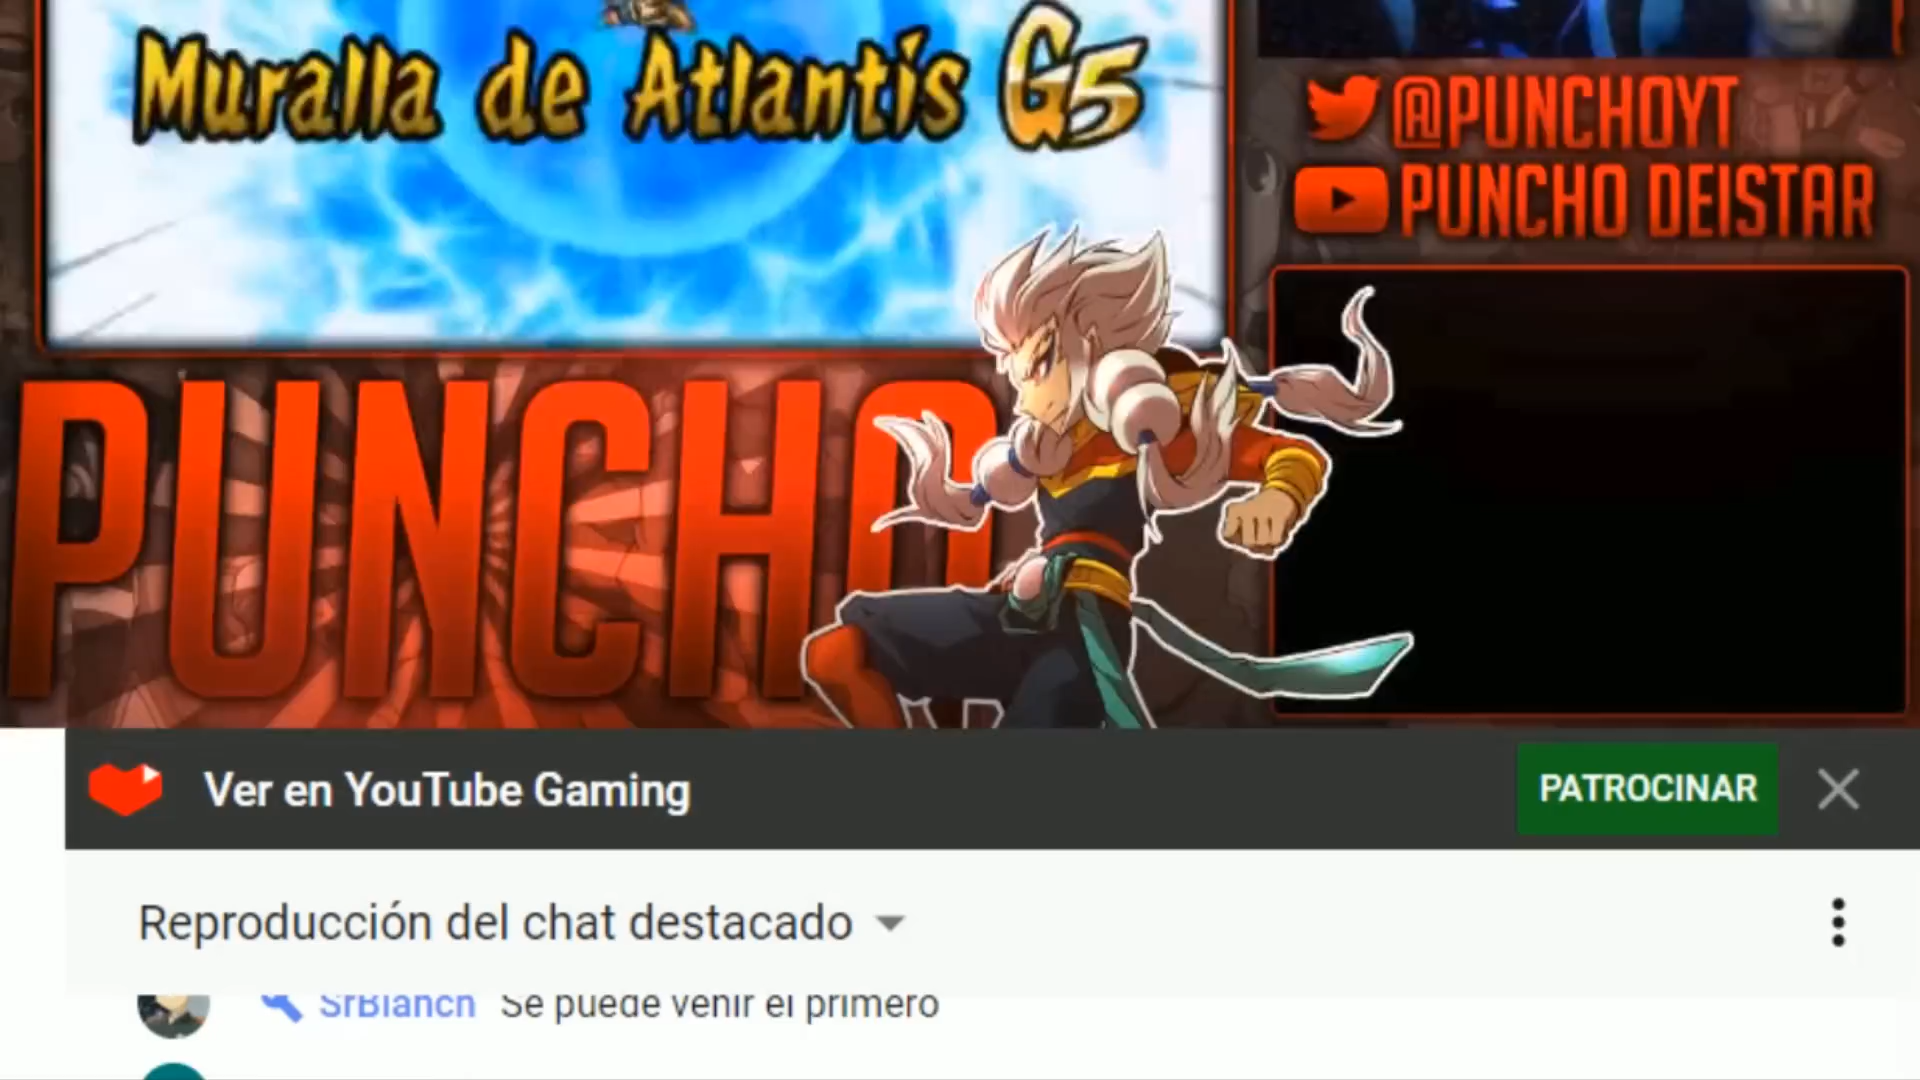 Muralla de Atlantis G5
@PUNCHOYT
PUNCHO DEISTAR
PUNCHO
Ver en YouTube Gaming
PATROCINAR
Reproducción del chat destacado
SrBlanch Se puede venir el primero